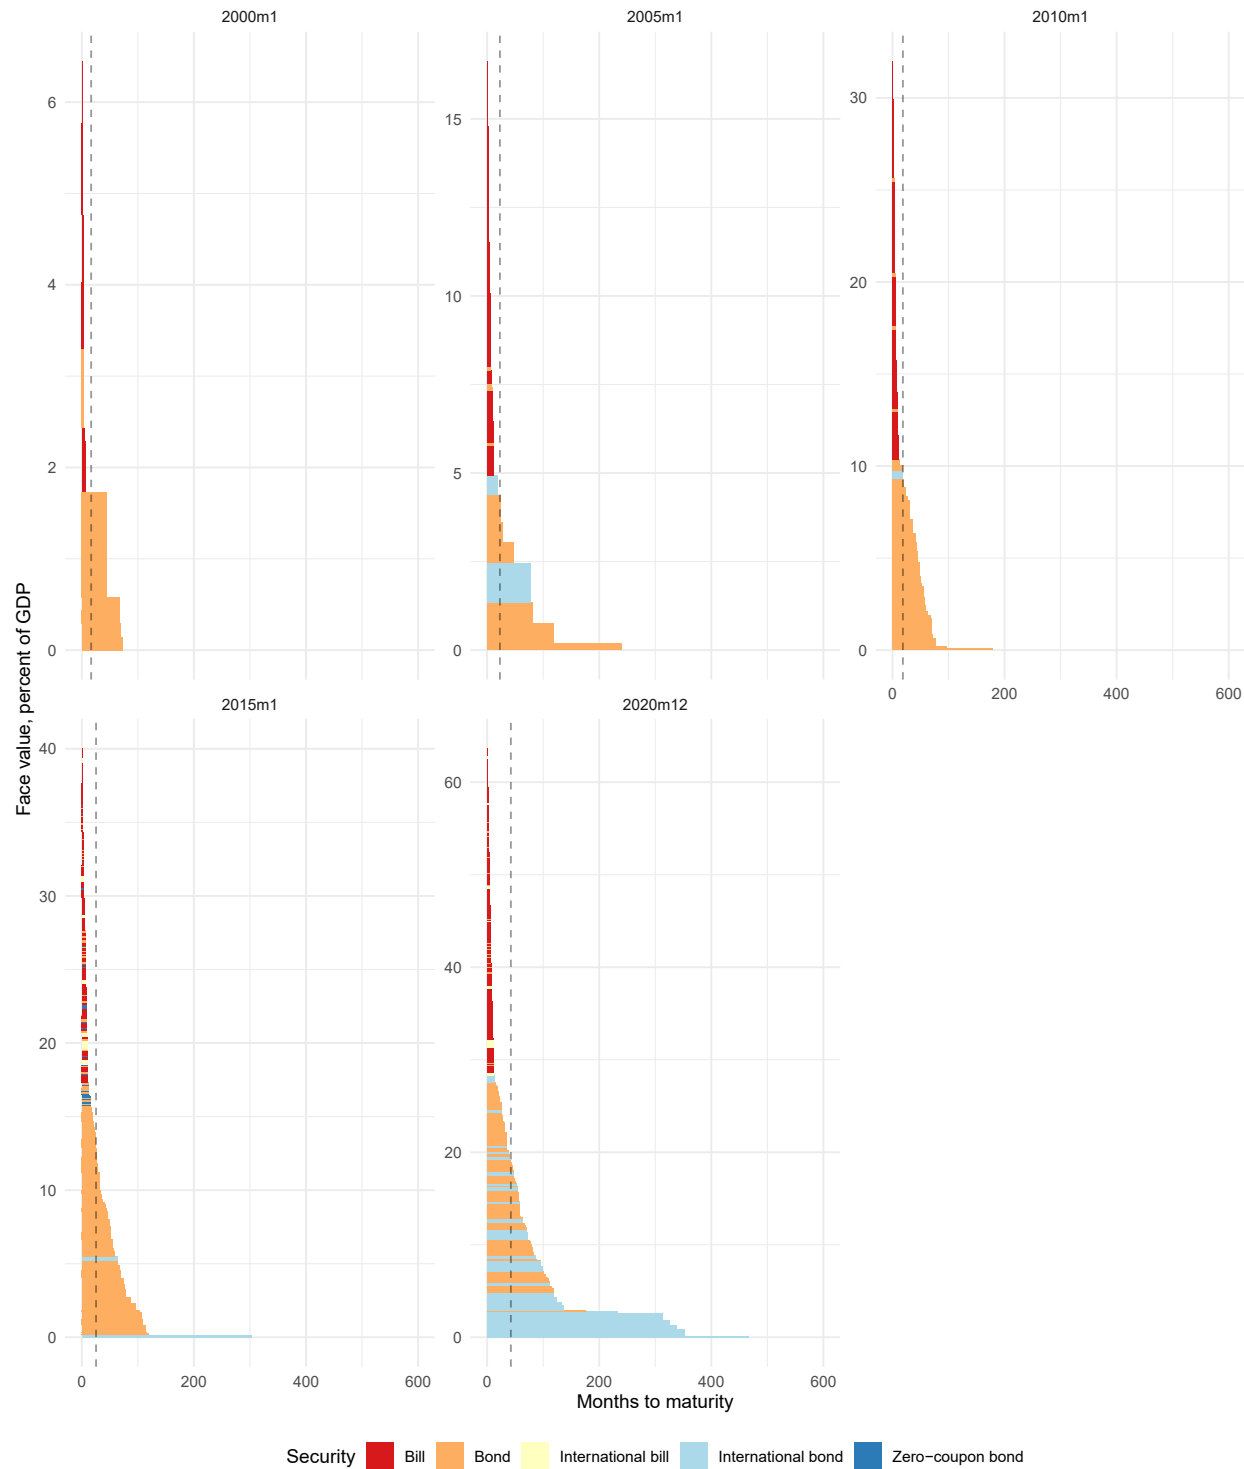 2000m1
2005m1
2010m1
6
4
2
0
15
10
5
0
30
20
10
0
0 200 400 600
Face value, percent of GDP
2015m1
2020m12
40
30
20
10
0
60
40
20
0
0 200 400 600
0 200 400 600
Months to maturity
Security Bill Bond International bill International bond Zero−coupon bond